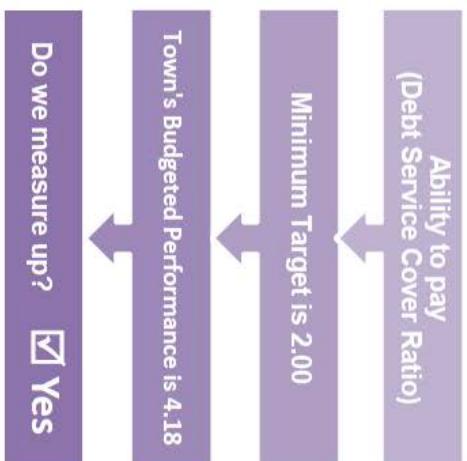 Ability to pay
(Debt Service Cover Ratio)
Minimum Target is 2.00
Town's Budgeted Performance is 4.18
Do we measure up? ☑ Yes